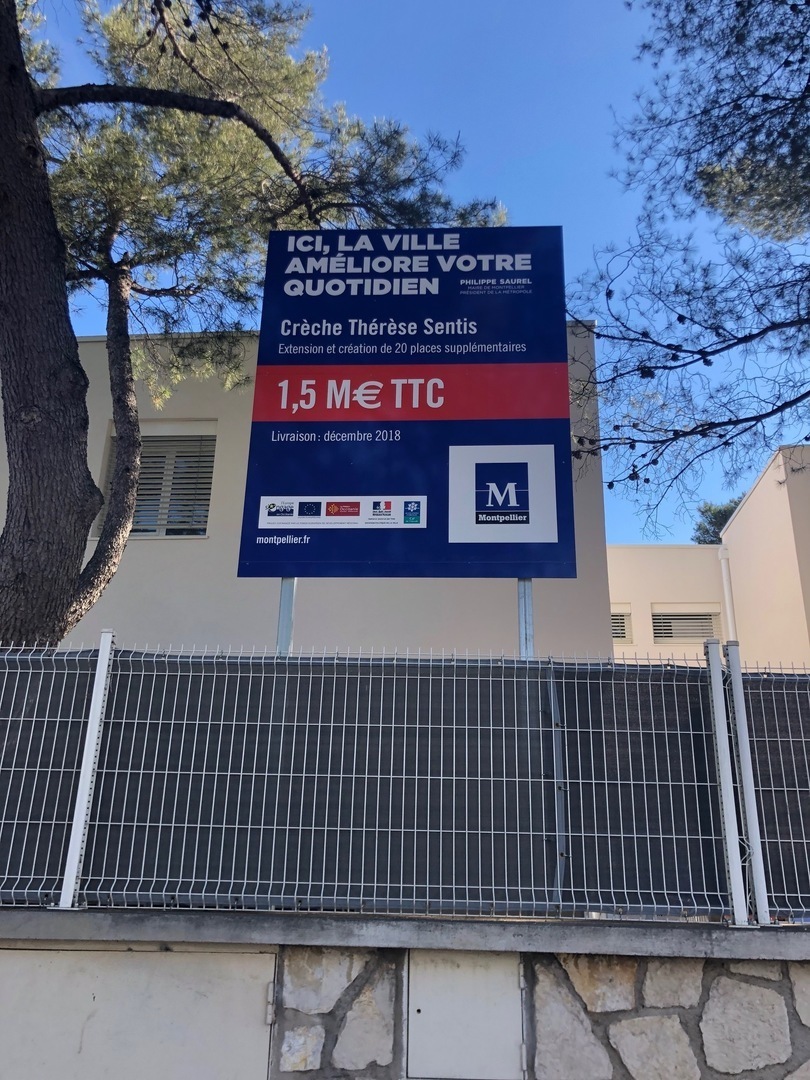 ICI, LA VILLE
AMÉLIORE VOTRE
QUOTIDIEN
PHILIPPE SAUREL
MAIRE DE MONTPELLIER
PRÉSIDENT DE LA MÉTROPOLE
Crèche Thérèse Sentis
Extension et création de 20 places supplémentaires
1,5 M€ TTC
Livraison : décembre 2018
M
Montpellier
montpellier.fr